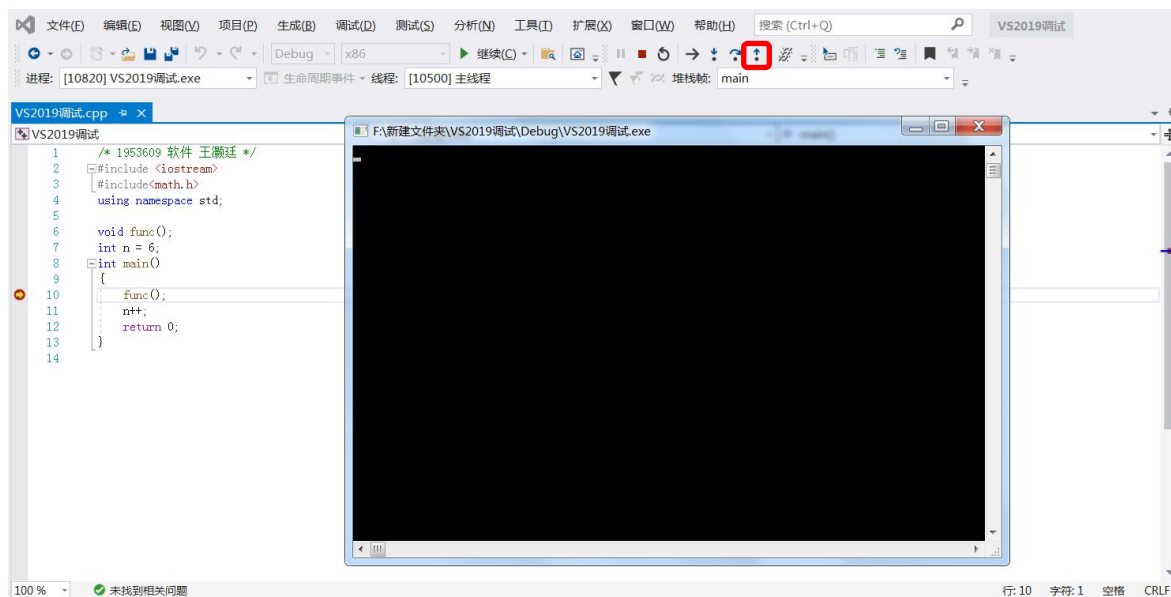 文件(F) 编辑(E) 视图(V) 项目(P) 生成(B) 调试(D) 测试(S) 分析(N) 工具(T) 扩展(X) 窗口(W) 帮助(H) 搜索 (Ctrl+Q) VS2019调试
Debug x86 继续(C)
进程: [10820] VS2019调试.exe 生命周期事件 线程: [10500] 主线程 堆栈帧: main
VS2019调试.cpp
VS2019调试
F:\新建文件夹\VS2019调试\Debug\VS2019调试.exe
1 /* 1953609 软件 王灏廷 */
2 #include <iostream>
3 #include<math.h>
4 using namespace std;
5
6 void func();
7 int n = 6;
8 int main()
9 {
10 func();
11 n++;
12 return 0;
13 }
14
100 % 未找到相关问题 行: 10 字符: 1 空格 CRLF